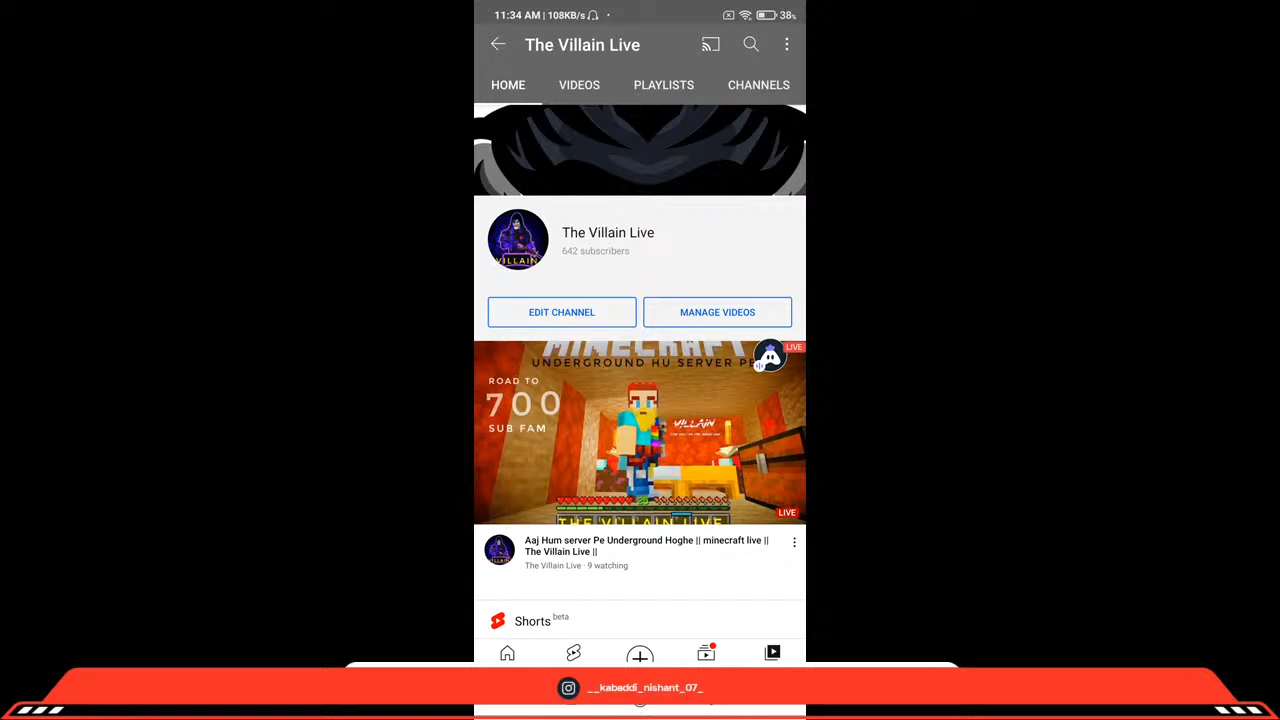 11:34 AM | 108KB/s
38%
The Villain Live
HOME VIDEOS PLAYLISTS CHANNELS
VILLAIN
The Villain Live
642 subscribers
EDIT CHANNEL MANAGE VIDEOS
MINECRAFT
LIVE
UNDERGROUND HU SERVER PE
ROAD TO
700
SUB FAM
VILLAIN
LIVE
THE VILLAIN LIVE
Aaj Hum server Pe Underground Hoghe || minecraft live ||
The Villain Live ||
The Villain Live · 9 watching
Shorts beta
__kabaddi_nishant_07_